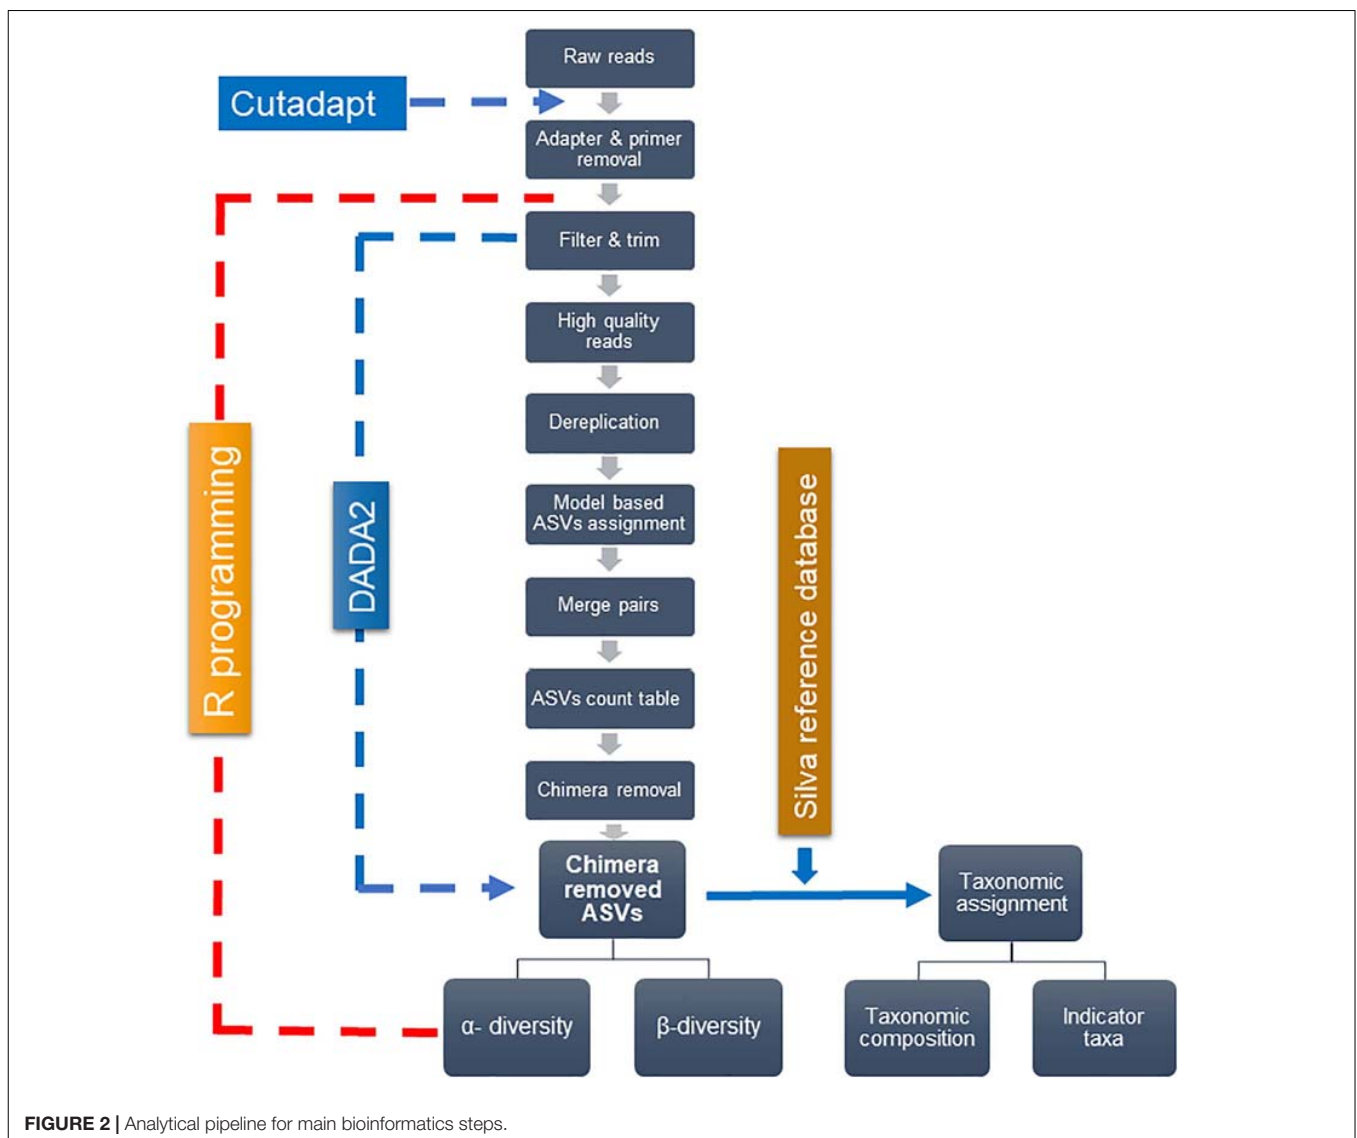 Raw reads
Cutadapt
Adapter & primer
removal
Filter & trim
High quality
reads
Dereplication
Model based
ASVs assignment
Merge pairs
ASVs count table
Chimera removal
R programming
DADA2
Silva reference database
Chimera
removed
ASVs
Taxonomic
assignment
α- diversity
β-diversity
Taxonomic
composition
Indicator
taxa
FIGURE 2 | Analytical pipeline for main bioinformatics steps.